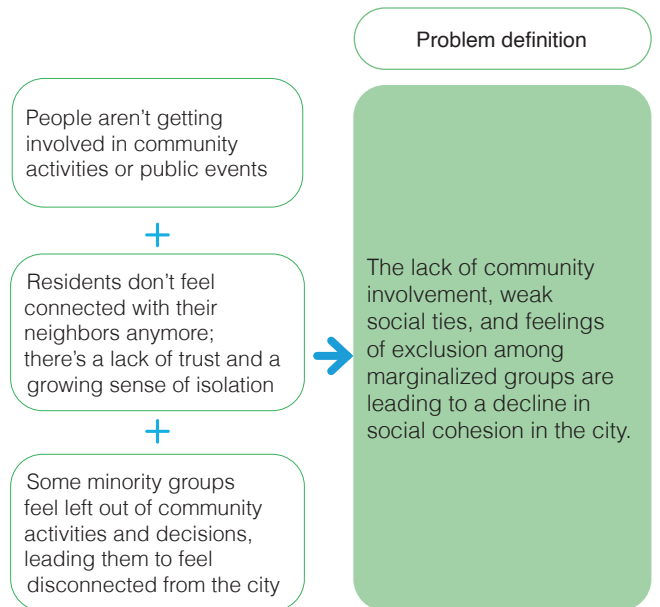 Problem definition
People aren’t getting
involved in community
activities or public events
+
Residents don’t feel
connected with their
neighbors anymore;
there’s a lack of trust and a
growing sense of isolation
+
Some minority groups
feel left out of community
activities and decisions,
leading them to feel
disconnected from the city
The lack of community
involvement, weak
social ties, and feelings
of exclusion among
marginalized groups are
leading to a decline in
social cohesion in the city.